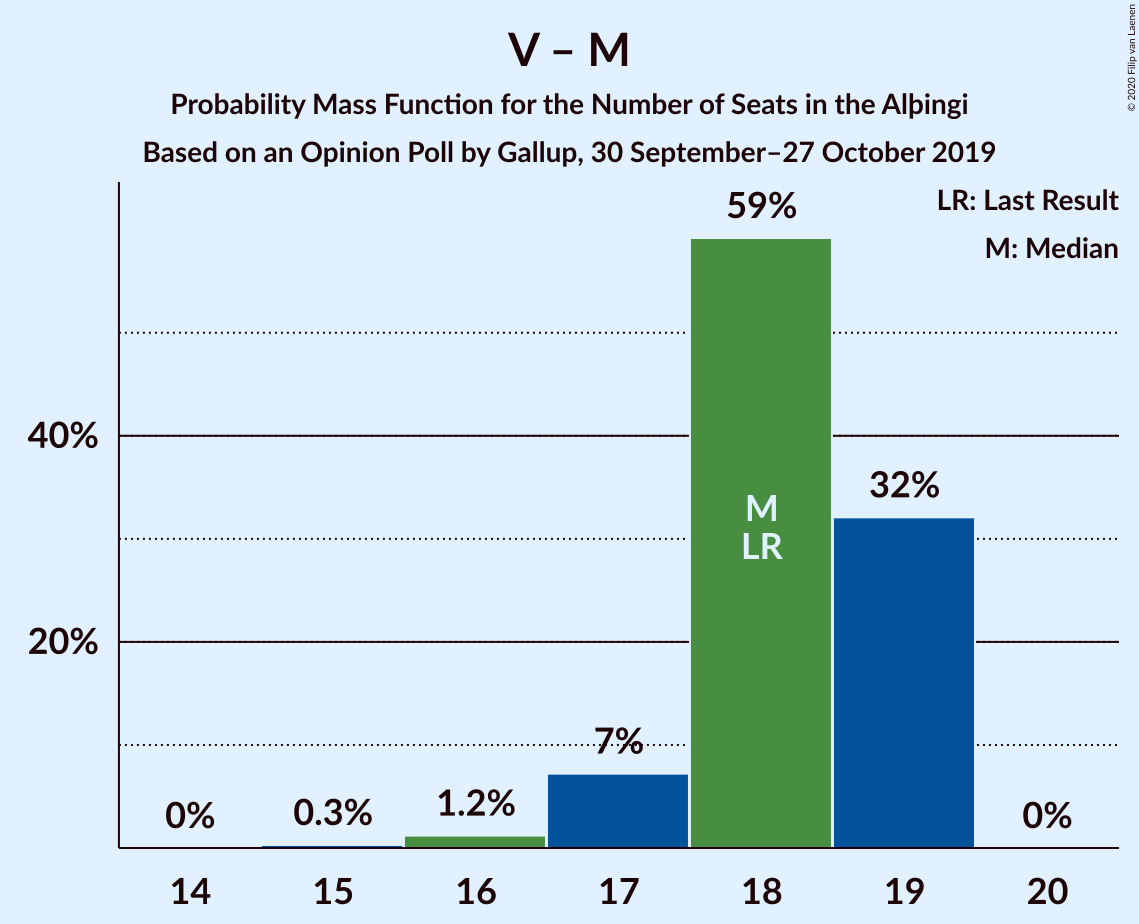 V – M
Probability Mass Function for the Number of Seats in the Alþingi
Based on an Opinion Poll by Gallup, 30 September–27 October 2019
© 2020 Filip van Laenen
LR: Last Result
M: Median
59%
40%
32%
M
LR
20%
7%
0%
0.3%
1.2%
0%
14 15 16 17 18 19 20